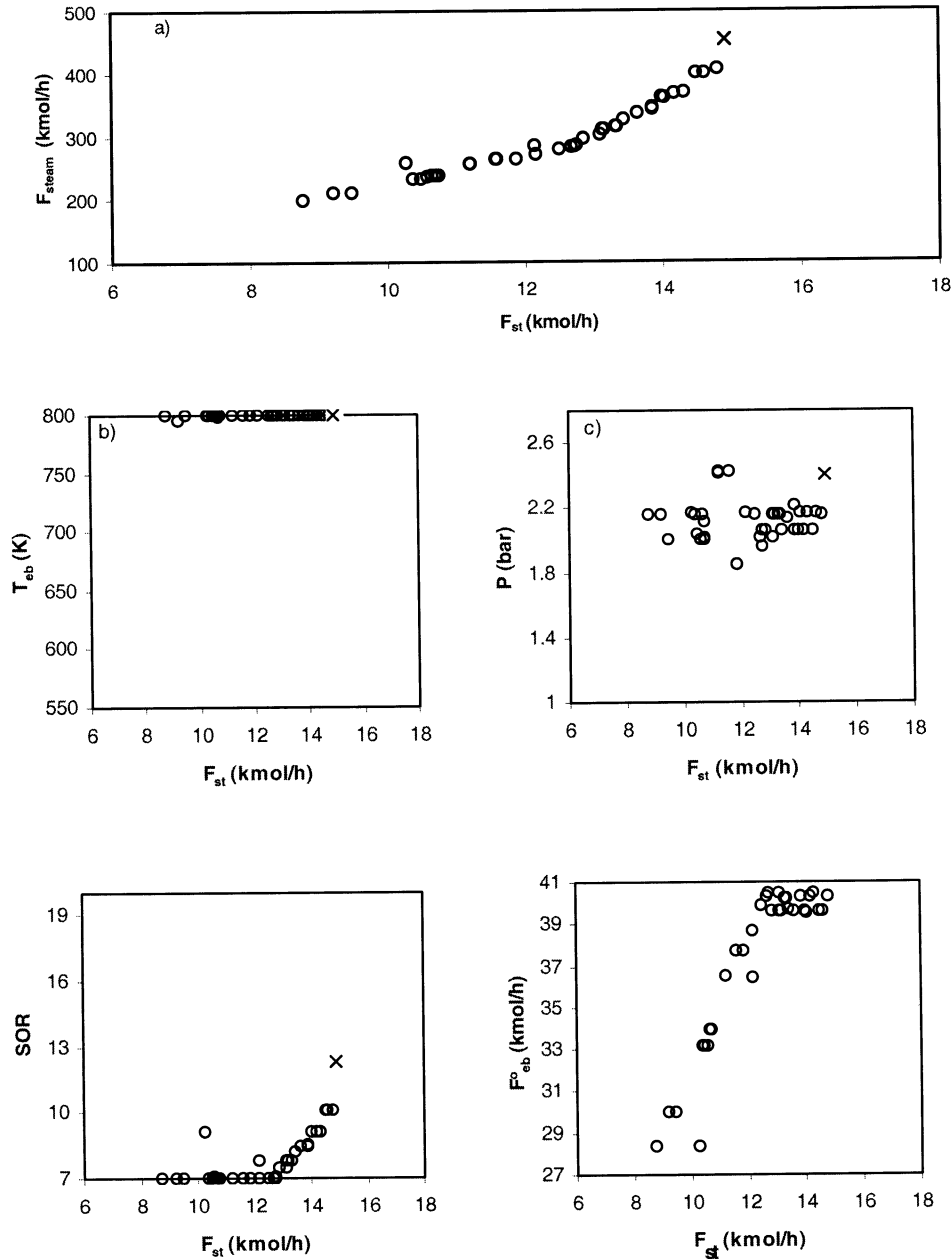 a)
500
400
300
200
100
F_steam (kmol/h)
6 8 10 12 14 16 18
F_st (kmol/h)
b)
800
750
700
650
600
550
T_eb (K)
6 8 10 12 14 16 18
F_st (kmol/h)
c)
2.6
2.2
1.8
1.4
1
P (bar)
6 8 10 12 14 16 18
F_st (kmol/h)
19
16
13
10
7
SOR
6 8 10 12 14 16 18
F_st (kmol/h)
41
39
37
35
33
31
29
27
F°_eb (kmol/h)
6 8 10 12 14 16 18
F_st (kmol/h)